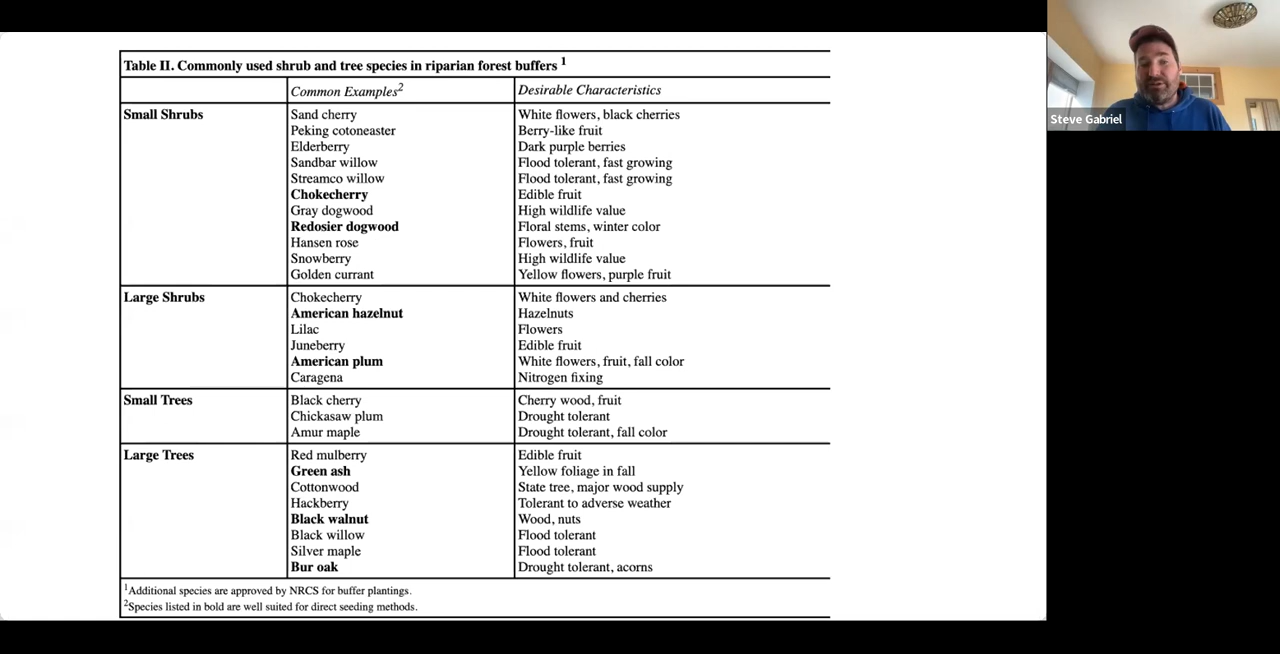 Table II. Commonly used shrub and tree species in riparian forest buffers 1
Common Examples2 Desirable Characteristics
Small Shrubs Sand cherry White flowers, black cherries
Peking cotoneaster Berry-like fruit
Elderberry Dark purple berries
Sandbar willow Flood tolerant, fast growing
Streamco willow Flood tolerant, fast growing
Chokecherry Edible fruit
Gray dogwood High wildlife value
Redosier dogwood Floral stems, winter color
Hansen rose Flowers, fruit
Snowberry High wildlife value
Golden currant Yellow flowers, purple fruit
Large Shrubs Chokecherry White flowers and cherries
American hazelnut Hazelnuts
Lilac Flowers
Juneberry Edible fruit
American plum White flowers, fruit, fall color
Caragena Nitrogen fixing
Small Trees Black cherry Cherry wood, fruit
Chickasaw plum Drought tolerant
Amur maple Drought tolerant, fall color
Large Trees Red mulberry Edible fruit
Green ash Yellow foliage in fall
Cottonwood State tree, major wood supply
Hackberry Tolerant to adverse weather
Black walnut Wood, nuts
Black willow Flood tolerant
Silver maple Flood tolerant
Bur oak Drought tolerant, acorns
1Additional species are approved by NRCS for buffer plantings.
2Species listed in bold are well suited for direct seeding methods.
Steve Gabriel